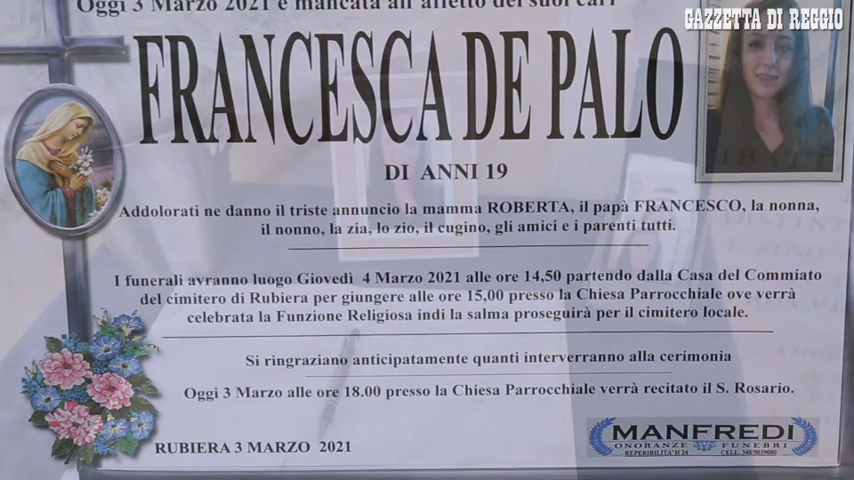 Oggi 3 Marzo 2021 è mancata all'affetto dei suoi cari
GAZZETTA DI REGGIO
FRANCESCA DE PALO
DI ANNI 19
Addolorati ne danno il triste annuncio la mamma ROBERTA, il papà FRANCESCO, la nonna,
il nonno, la zia, lo zio, il cugino, gli amici e i parenti tutti.
I funerali avranno luogo Giovedì 4 Marzo 2021 alle ore 14,50 partendo dalla Casa del Commiato
del cimitero di Rubiera per giungere alle ore 15,00 presso la Chiesa Parrocchiale ove verrà
celebrata la Funzione Religiosa indi la salma proseguirà per il cimitero locale.
Si ringraziano anticipatamente quanti interverranno alla cerimonia
Oggi 3 Marzo alle ore 18.00 presso la Chiesa Parrocchiale verrà recitato il S. Rosario.
RUBIERA 3 MARZO 2021
MANFREDI
ONORANZE FUNEBRI
REPERIBILITA' H 24 CELL. 340/5039080